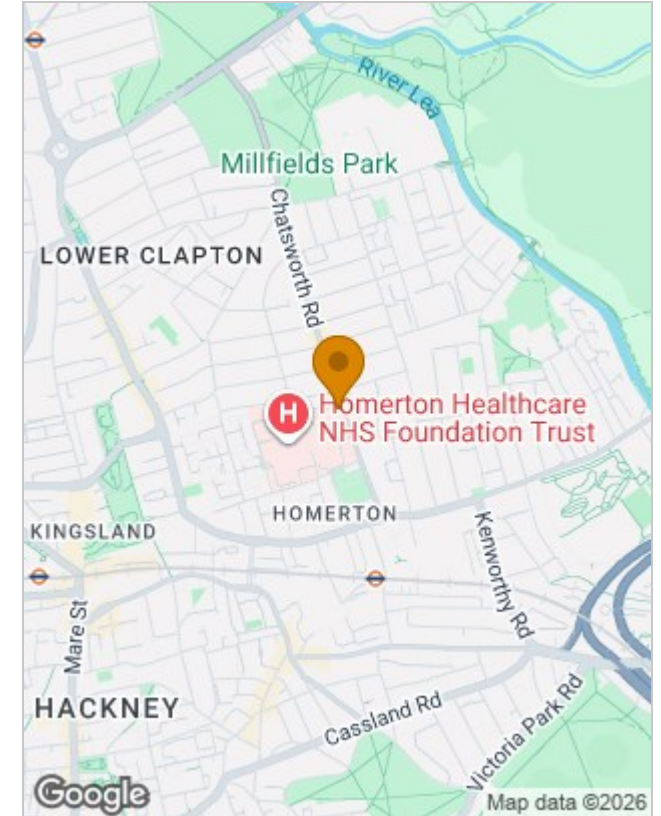 River Lea
Millfields Park
Chatsworth Rd
LOWER CLAPTON
H
Homerton Healthcare
NHS Foundation Trust
HOMERTON
KINGSLAND
Kenworthy Rd
Mare St
HACKNEY
Cassland Rd
Victoria Park Rd
Google
Map data ©2026